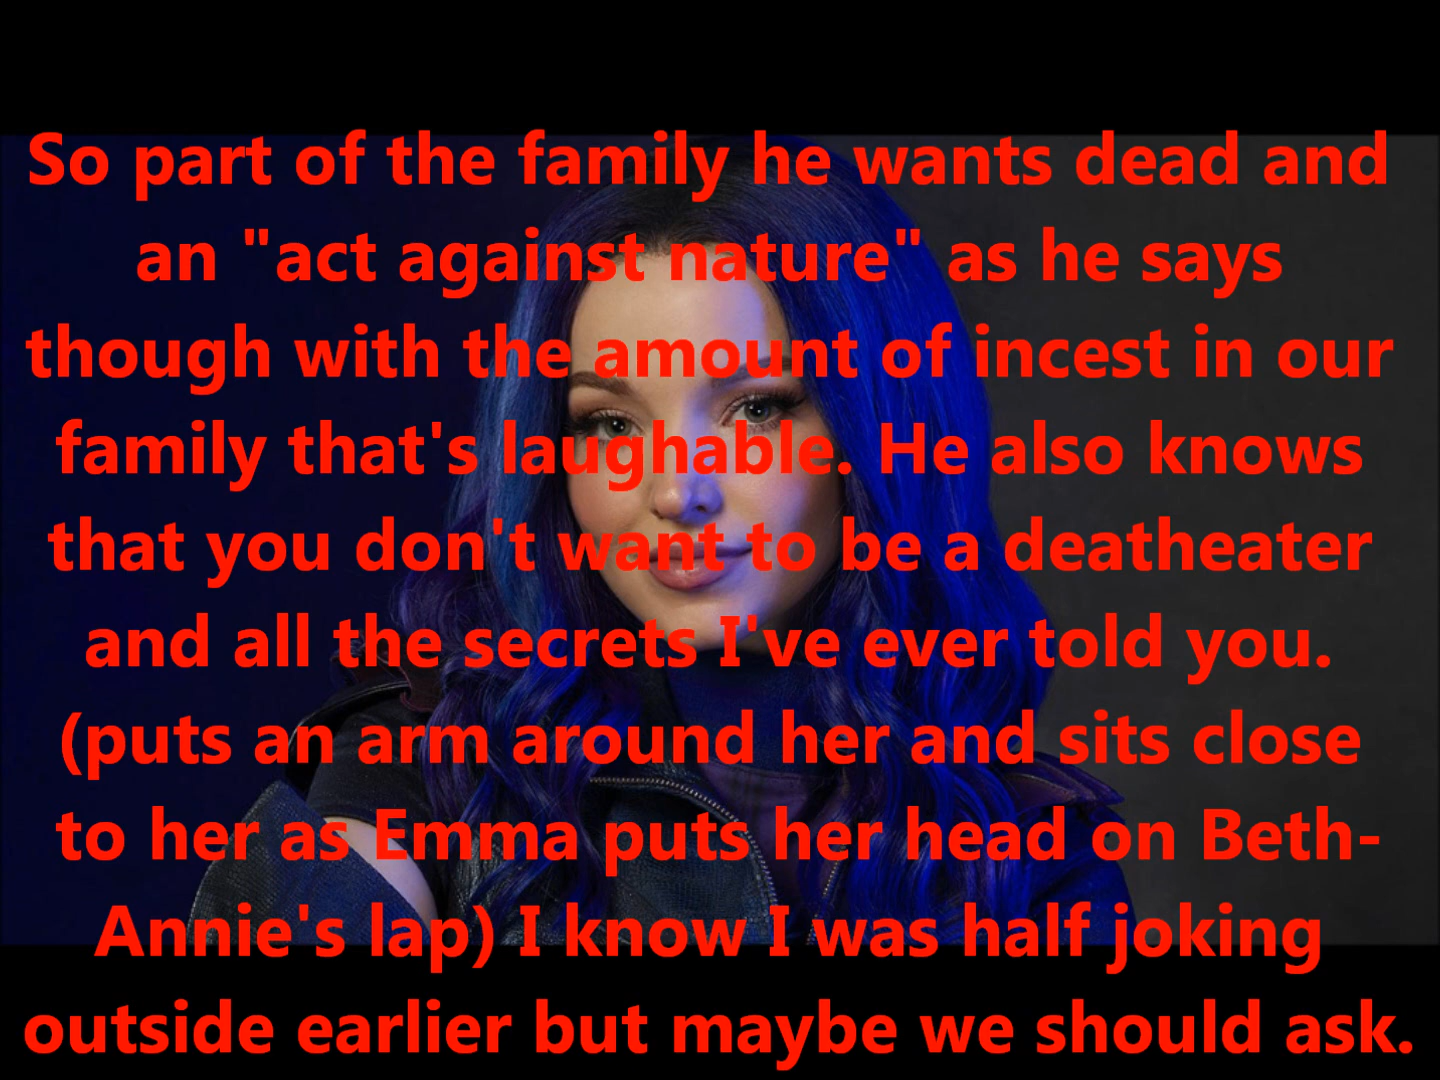 So part of the family he wants dead and
an "act against nature" as he says
though with the amount of incest in our
family that's laughable. He also knows
that you don't want to be a deatheater
and all the secrets I've ever told you.
(puts an arm around her and sits close
to her as Emma puts her head on Beth-
Annie's lap) I know I was half joking
outside earlier but maybe we should ask.